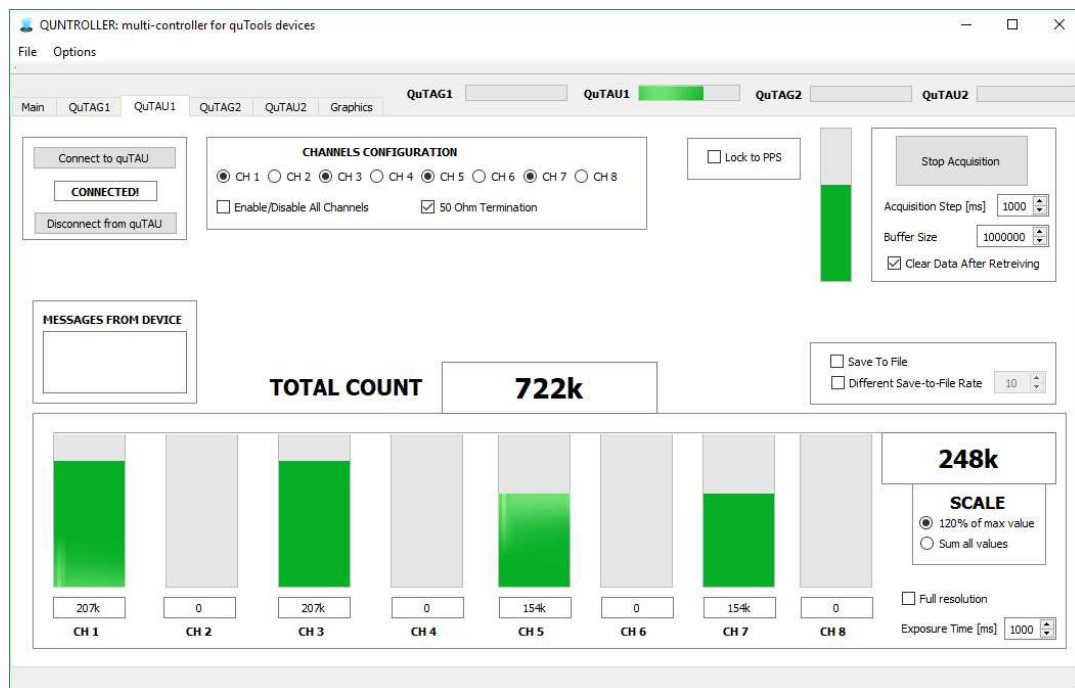 QUNTROLLER: multi-controller for quTools devices
File Options
QuTAG1 QuTAU1 QuTAG2 QuTAU2
Main QuTAG1 QuTAU1 QuTAG2 QuTAU2 Graphics
Connect to quTAU
CONNECTED!
Disconnect from quTAU
CHANNELS CONFIGURATION
CH 1 CH 2 CH 3 CH 4 CH 5 CH 6 CH 7 CH 8
Enable/Disable All Channels 50 Ohm Termination
Lock to PPS
Stop Acquisition
Acquisition Step [ms] 1000
Buffer Size 1000000
Clear Data After Retreiving
MESSAGES FROM DEVICE
Save To File
Different Save-to-File Rate 10
TOTAL COUNT 722k
248k
SCALE
120% of max value
Sum all values
Full resolution
Exposure Time [ms] 1000
207k 0 207k 0 154k 0 154k 0
CH 1 CH 2 CH 3 CH 4 CH 5 CH 6 CH 7 CH 8